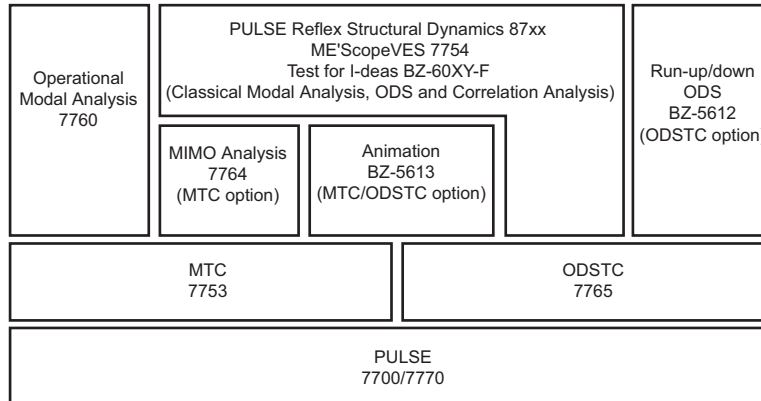 Operational
Modal Analysis
7760
PULSE Reflex Structural Dynamics 87xx
ME'ScopeVES 7754
Test for I-deas BZ-60XY-F
(Classical Modal Analysis, ODS and Correlation Analysis)
Run-up/down
ODS
BZ-5612
(ODSTC option)
MIMO Analysis
7764
(MTC option)
Animation
BZ-5613
(MTC/ODSTC option)
MTC
7753
ODSTC
7765
PULSE
7700/7770